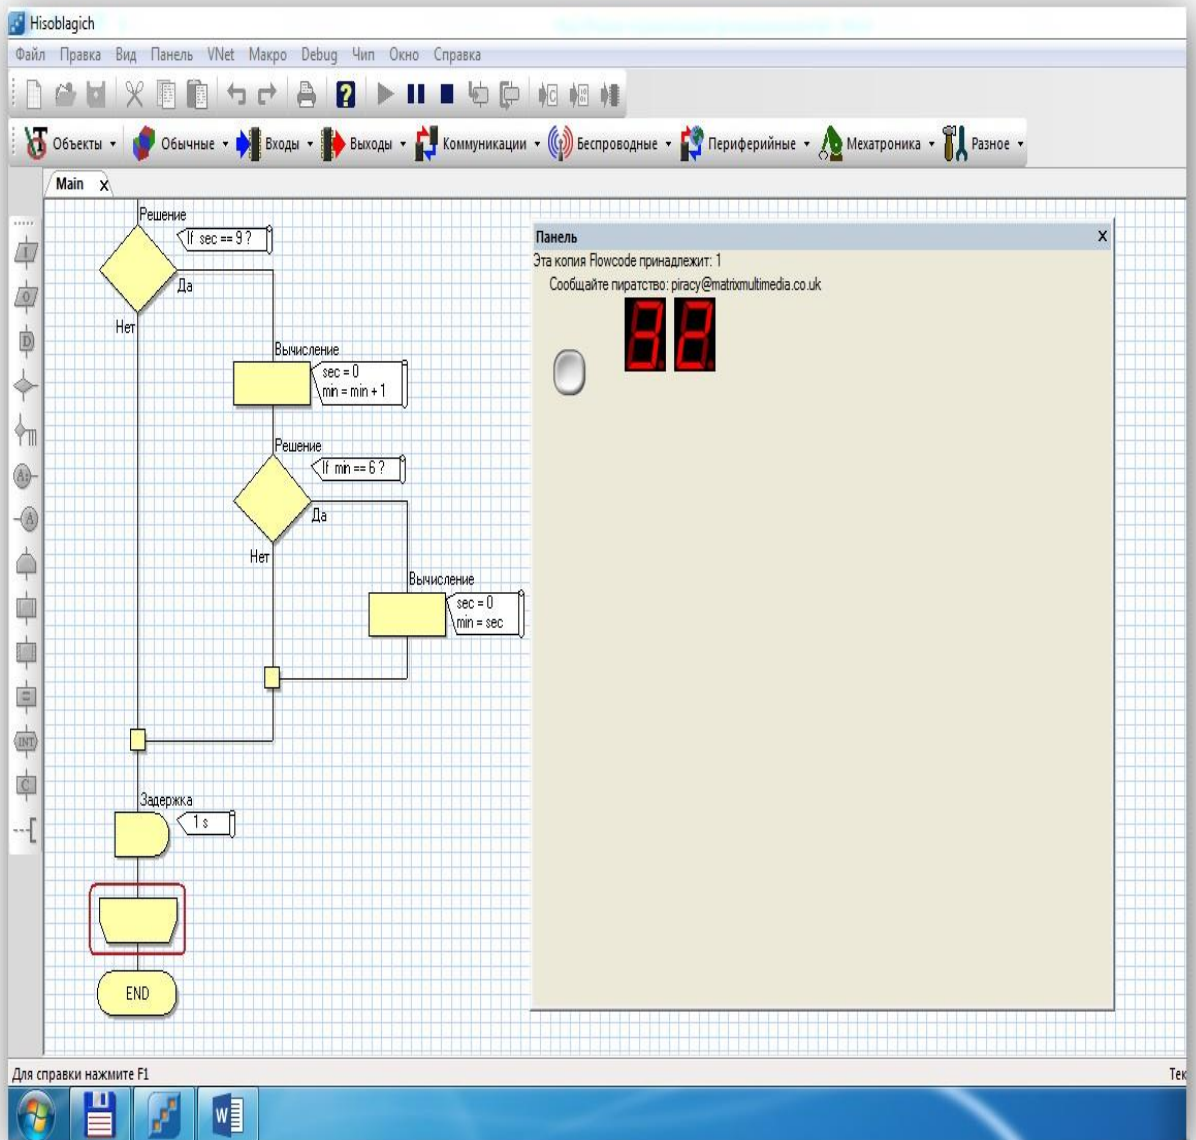 Hisoblagich
Файл Правка Вид Панель VNet Макро Debug Чип Окно Справка
Объекты Обычные Входы Выходы Коммуникации Беспроводные Периферийные Мехатроника Разное
Main x
Решение
If sec == 9 ?
Да
Нет
Вычисление
sec = 0
min = min + 1
Решение
If min == 6 ?
Да
Нет
Вычисление
sec = 0
min = sec
Задержка
1 s
END
Панель X
Эта копия Flowcode принадлежит: 1
Сообщайте пиратство: piracy@matrixmultimedia.co.uk
32
Для справки нажмите F1
Тек